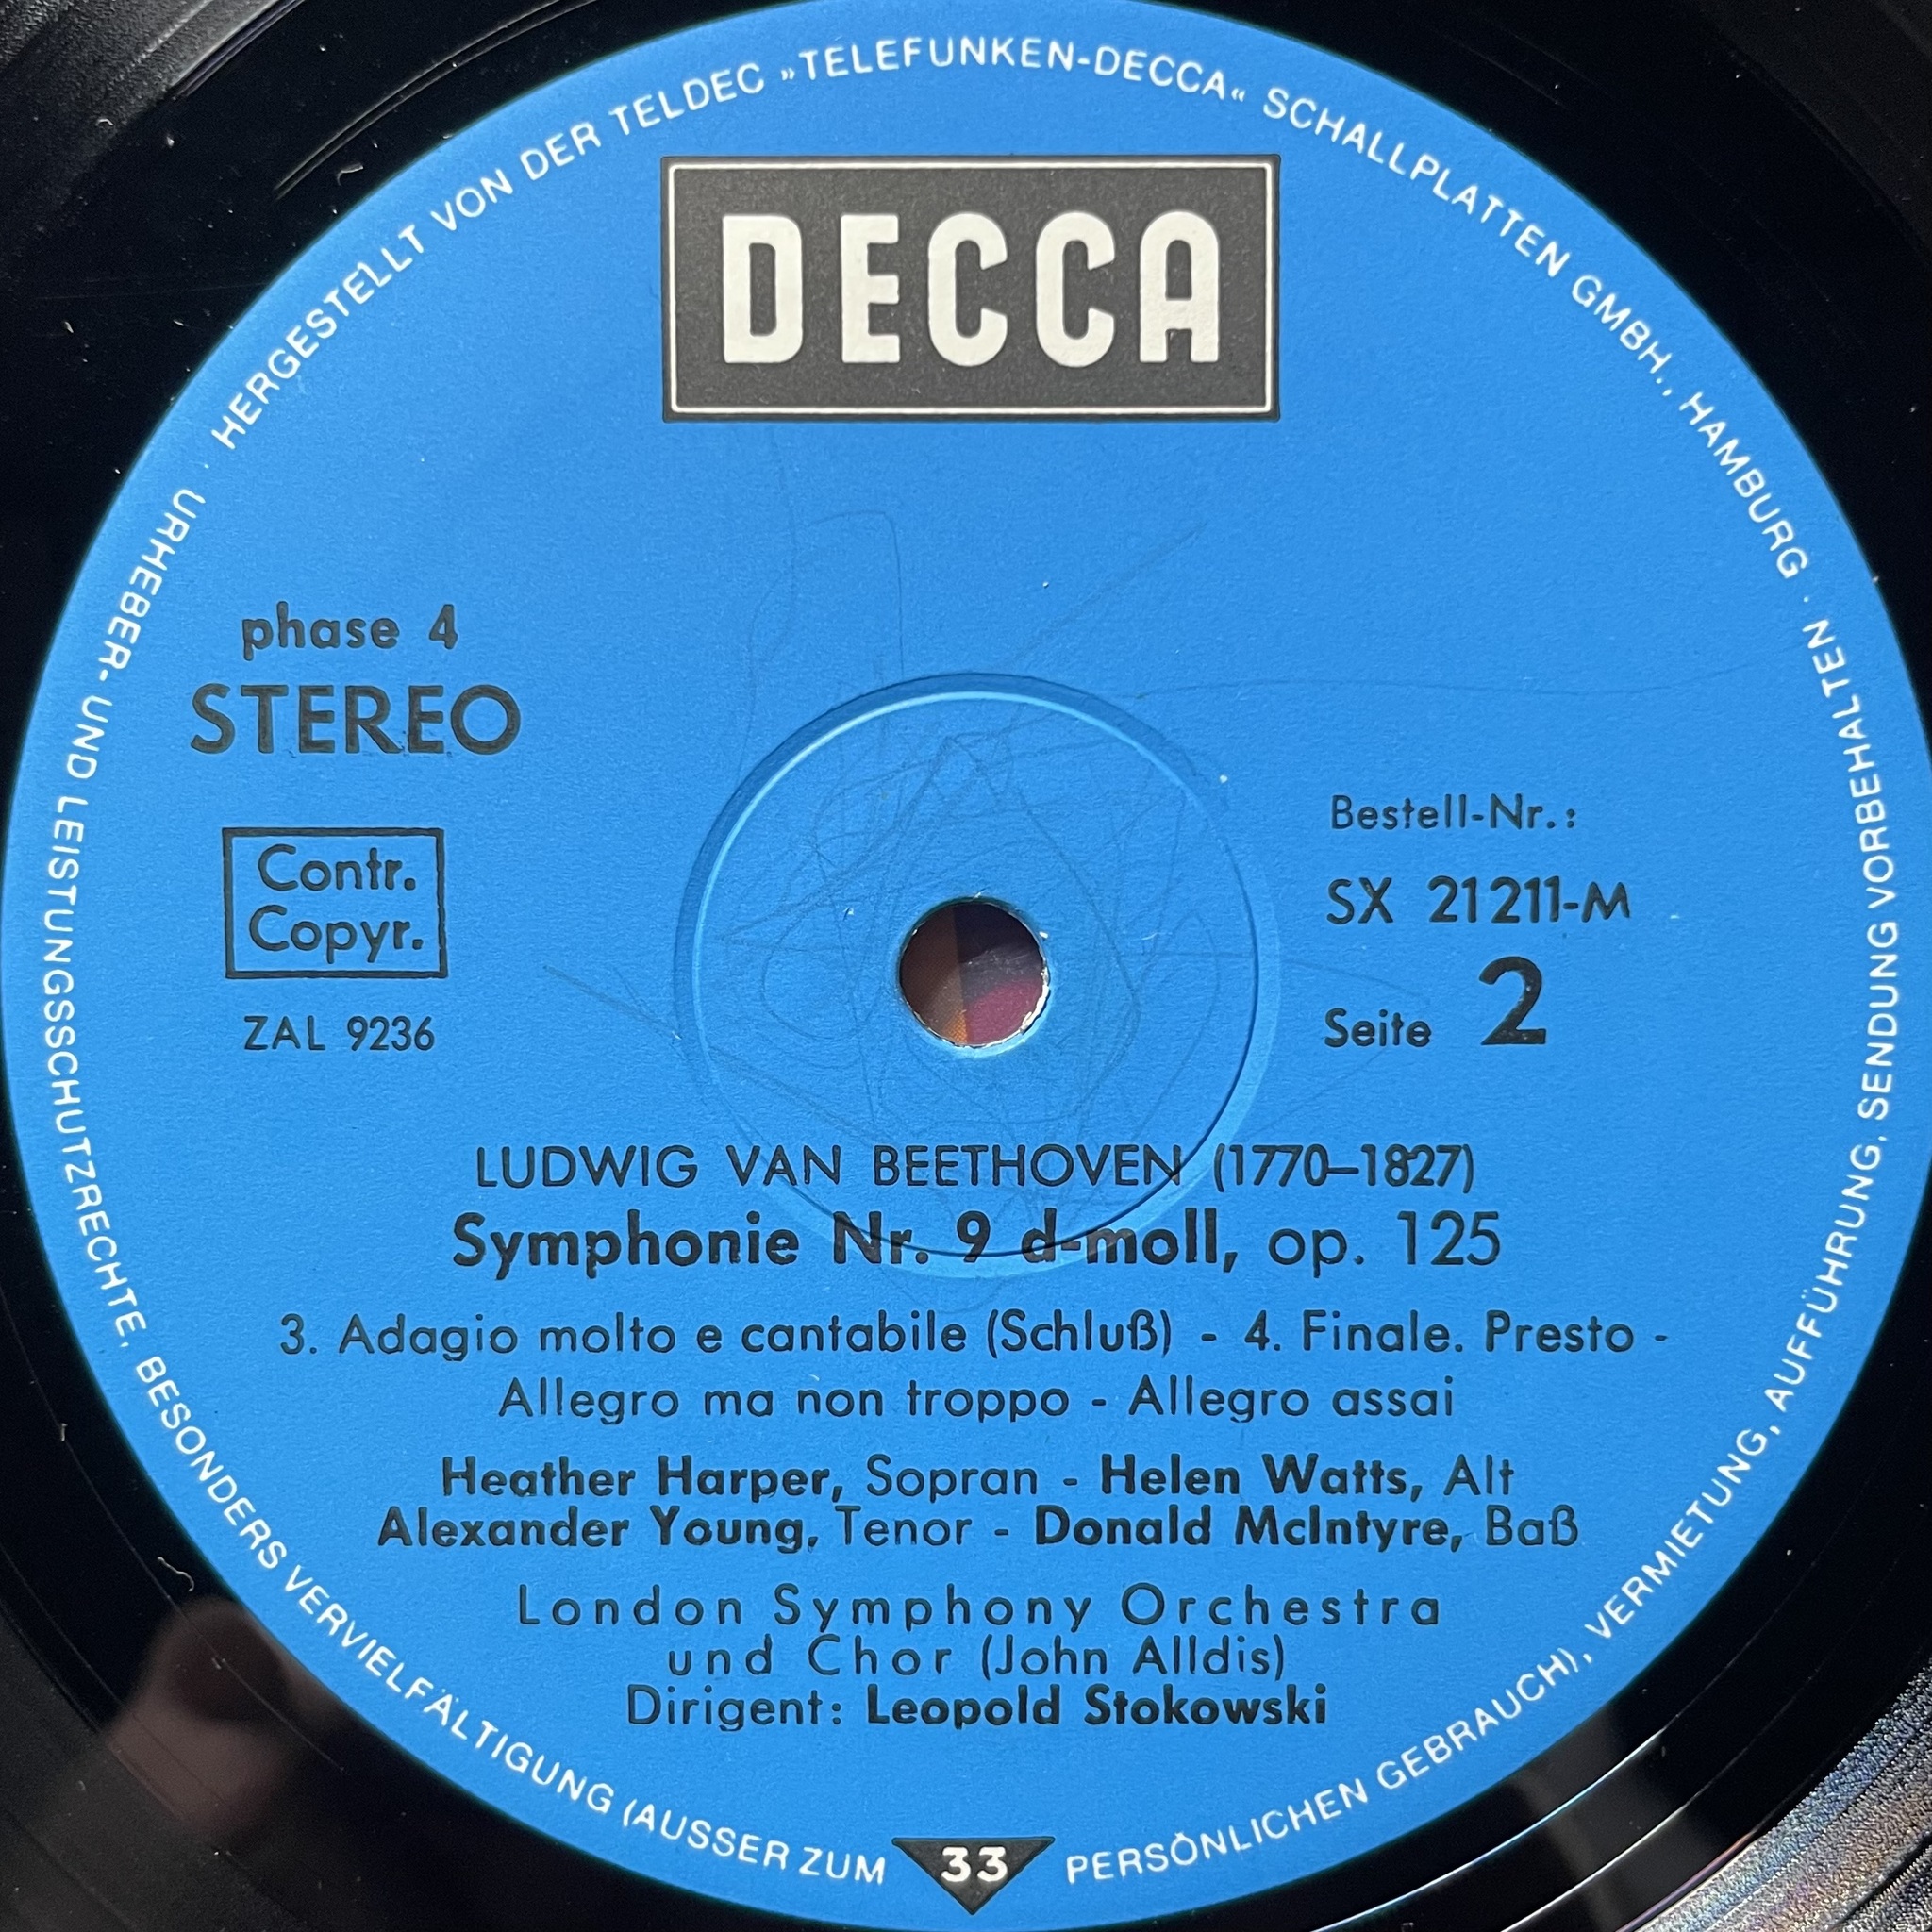 HERGESTELLT VON DER TELDEC »TELEFUNKEN-DECCA« SCHALLPLATTEN GMBH., HAMBURG ·
DECCA
phase 4
STEREO
Contr.
Copyr.
ZAL 9236
Bestell-Nr.:
SX 21211-M
Seite 2
LUDWIG VAN BEETHOVEN (1770–1827)
Symphonie Nr. 9 d-moll, op. 125
3. Adagio molto e cantabile (Schluß) - 4. Finale. Presto -
Allegro ma non troppo - Allegro assai
Heather Harper, Sopran - Helen Watts, Alt
Alexander Young, Tenor - Donald McIntyre, Baß
London Symphony Orchestra
und Chor (John Alldis)
Dirigent: Leopold Stokowski
URHEBER- UND LEISTUNGSSCHUTZRECHTE, BESONDERS VERVIELFÄLTIGUNG (AUSSER ZUM PERSÖNLICHEN GEBRAUCH), VERMIETUNG, AUFFÜHRUNG, SENDUNG VORBEHALTEN
33